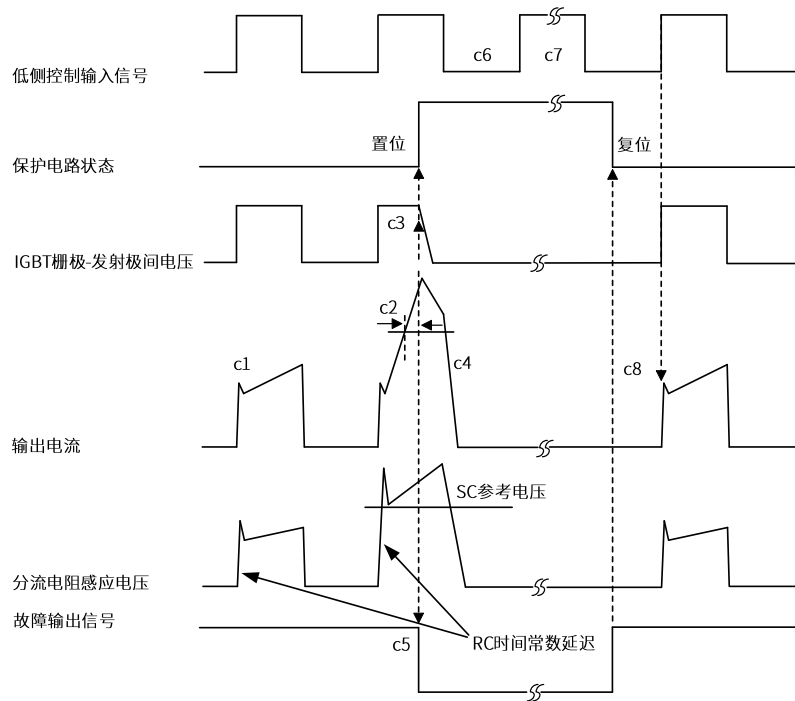 c6
c7
低侧控制输入信号
置位
复位
保护电路状态
c3
IGBT栅极-发射极间电压
c2
c1
c4
c8
输出电流
SC参考电压
分流电阻感应电压
故障输出信号
c5
RC时间常数延迟